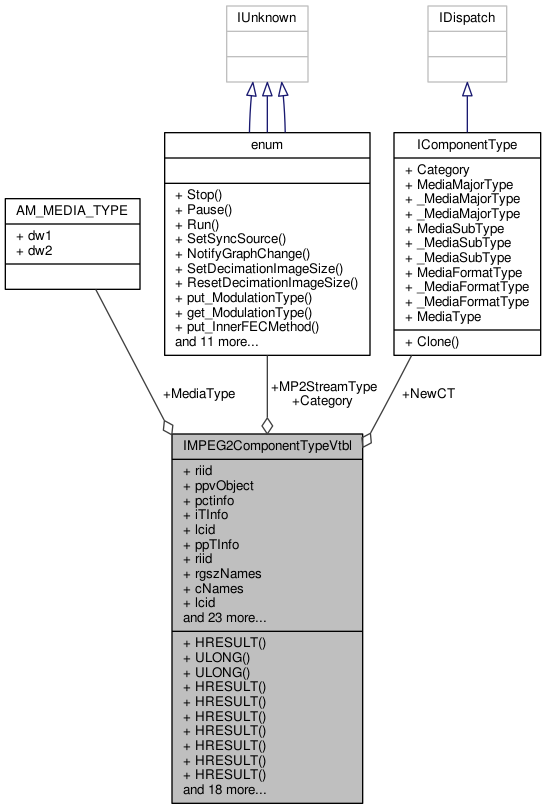 IUnknown
IDispatch
enum
+ Stop()
+ Pause()
+ Run()
+ SetSyncSource()
+ NotifyGraphChange()
+ SetDecimationImageSize()
+ ResetDecimationImageSize()
+ put_ModulationType()
+ get_ModulationType()
+ put_InnerFECMethod()
and 11 more...
IComponentType
+ Category
+ MediaMajorType
+ _MediaMajorType
+ _MediaMajorType
+ MediaSubType
+ _MediaSubType
+ _MediaSubType
+ MediaFormatType
+ _MediaFormatType
+ _MediaFormatType
+ MediaType
+ Clone()
AM_MEDIA_TYPE
+ dw1
+ dw2
+MediaType
+MP2StreamType
+Category
+NewCT
IMPEG2ComponentTypeVtbl
+ riid
+ ppvObject
+ pctinfo
+ iTInfo
+ lcid
+ ppTInfo
+ riid
+ rgszNames
+ cNames
+ lcid
and 23 more...
+ HRESULT()
+ ULONG()
+ ULONG()
+ HRESULT()
+ HRESULT()
+ HRESULT()
+ HRESULT()
+ HRESULT()
+ HRESULT()
+ HRESULT()
and 18 more...